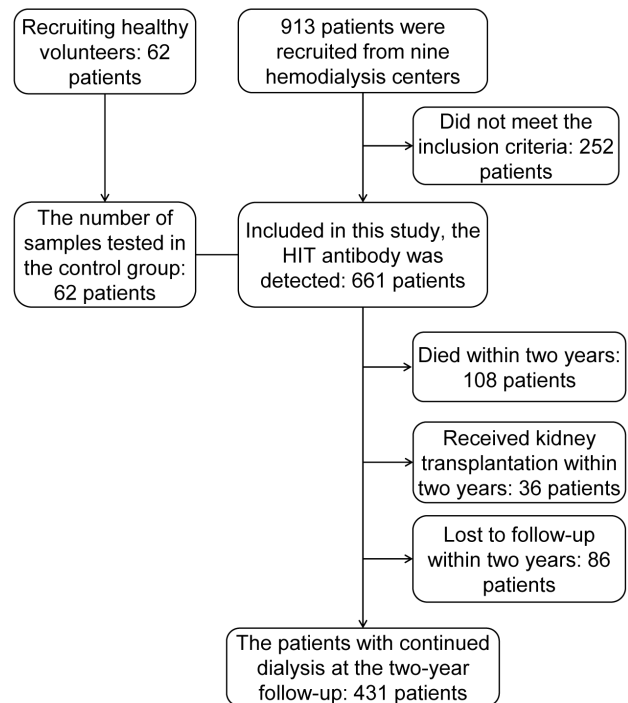 Recruiting healthy
volunteers: 62
patients
913 patients were
recruited from nine
hemodialysis centers
Did not meet the
inclusion criteria: 252
patients
The number of
samples tested in
the control group:
62 patients
Included in this study, the
HIT antibody was
detected: 661 patients
Died within two years:
108 patients
Received kidney
transplantation within
two years: 36 patients
Lost to follow-up
within two years: 86
patients
The patients with continued
dialysis at the two-year
follow-up: 431 patients